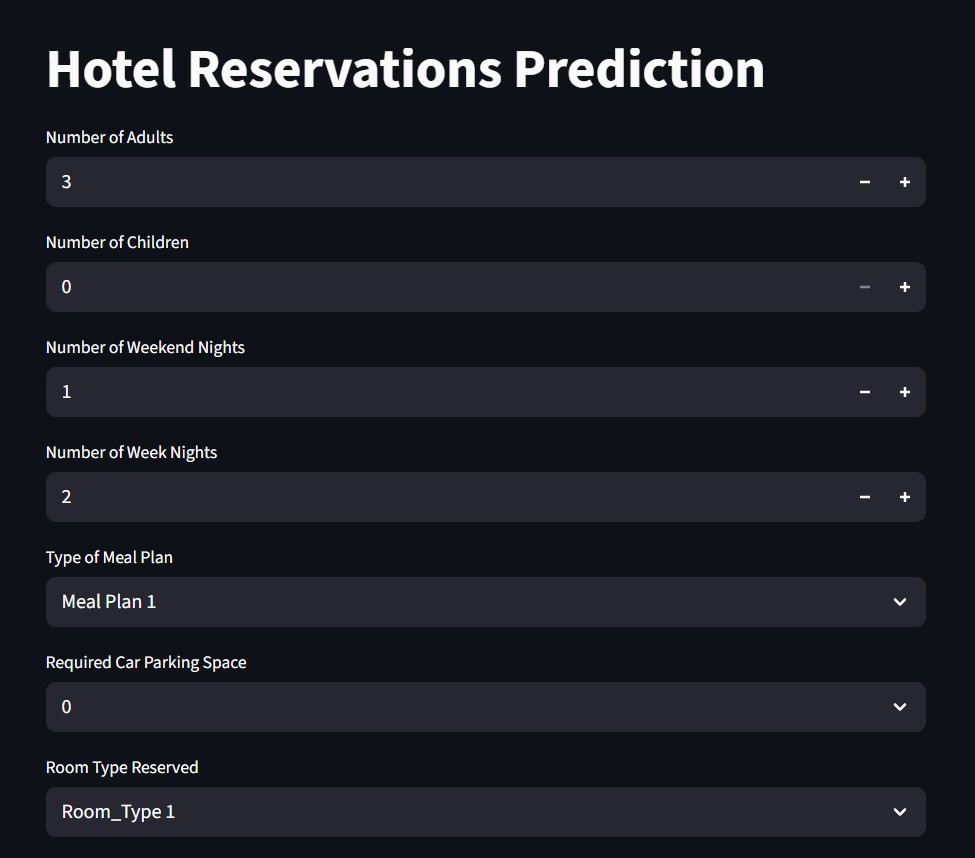 Hotel Reservations Prediction
Number of Adults
3
Number of Children
0
Number of Weekend Nights
1
Number of Week Nights
2
Type of Meal Plan
Meal Plan 1
Required Car Parking Space
0
Room Type Reserved
Room_Type 1